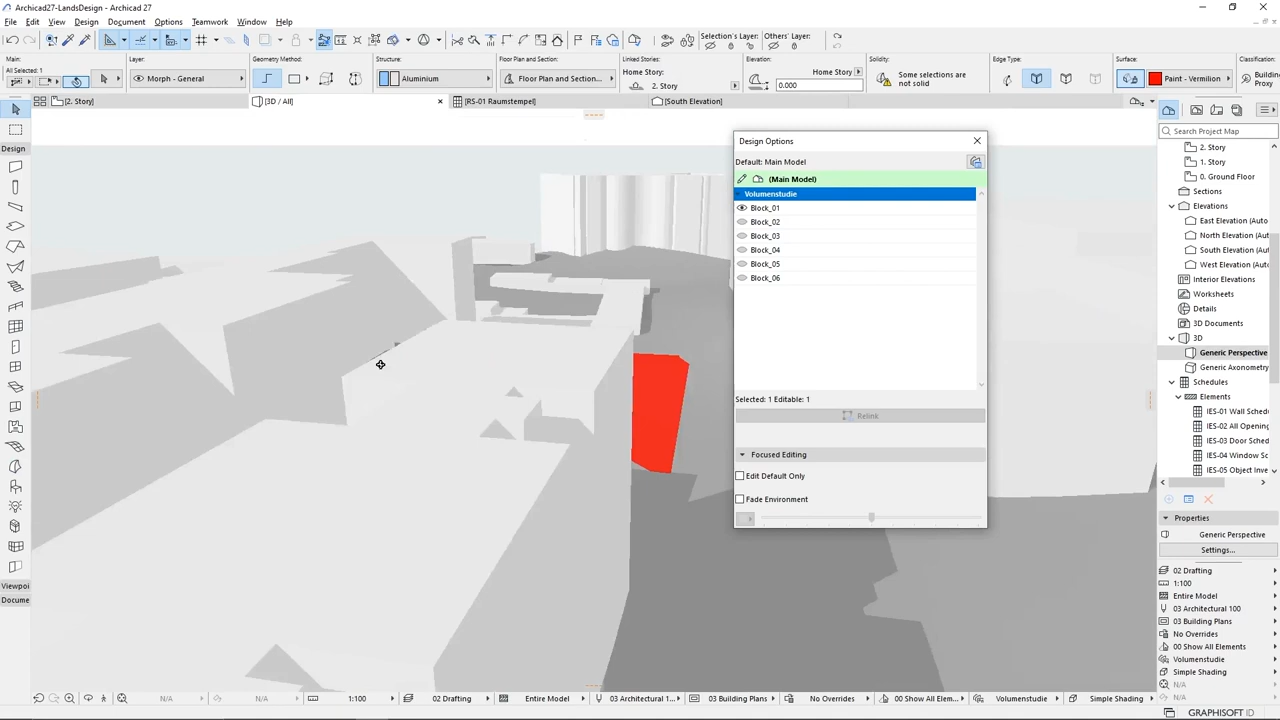 Archicad27-LandsDesign - Archicad 27
File Edit View Design Document Options Teamwork Window Help
Main: Layer: Geometry Method: Structure: Floor Plan and Section: Linked Stories: Elevation: Solidity: Edge Type: Surface: Classification:
Selection's Layer: Others' Layer:
All Selected: 1
Morph - General
Aluminium
Floor Plan and Section...
Home Story:
2. Story
Home Story
0.000
Some selections are not solid
Paint - Vermilion
Building
Proxy
[2. Story] [3D / All] [RS-01 Raumstempel] [South Elevation]
Design
Viewpoi
Docume
Design Options
Default: Main Model
(Main Model)
Volumenstudie
Block_01
Block_02
Block_03
Block_04
Block_05
Block_06
Selected: 1 Editable: 1
Relink
Focused Editing
Edit Default Only
Fade Environment
Search Project Map
2. Story
1. Story
0. Ground Floor
Sections
Elevations
East Elevation (Auto
North Elevation (Auto
South Elevation (Auto
West Elevation (Auto
Interior Elevations
Worksheets
Details
3D Documents
3D
Generic Perspective
Generic Axonometry
Schedules
Elements
IES-01 Wall Sched
IES-02 All Opening
IES-03 Door Sched
IES-04 Window Sc
IES-05 Object Inve
Properties
Generic Perspective
Settings...
02 Drafting
1:100
Entire Model
03 Architectural 100
03 Building Plans
No Overrides
00 Show All Elements
Volumenstudie
Simple Shading
N/A
N/A
N/A N/A 1:100 02 Drafting Entire Model 03 Architectural 1... 03 Building Plans No Overrides 00 Show All Elem... Volumenstudie Simple Shading
GRAPHISOFT ID